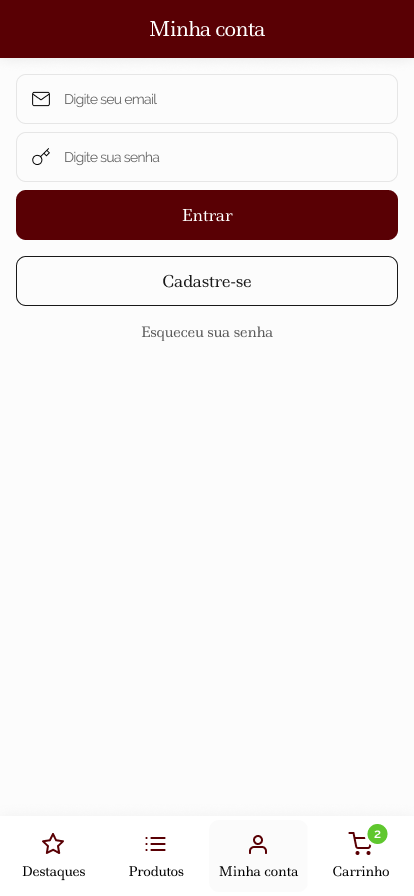 Minha conta
Digite seu email
Digite sua senha
Entrar
Cadastre-se
Esqueceu sua senha
2
Destaques
Produtos
Minha conta
Carrinho